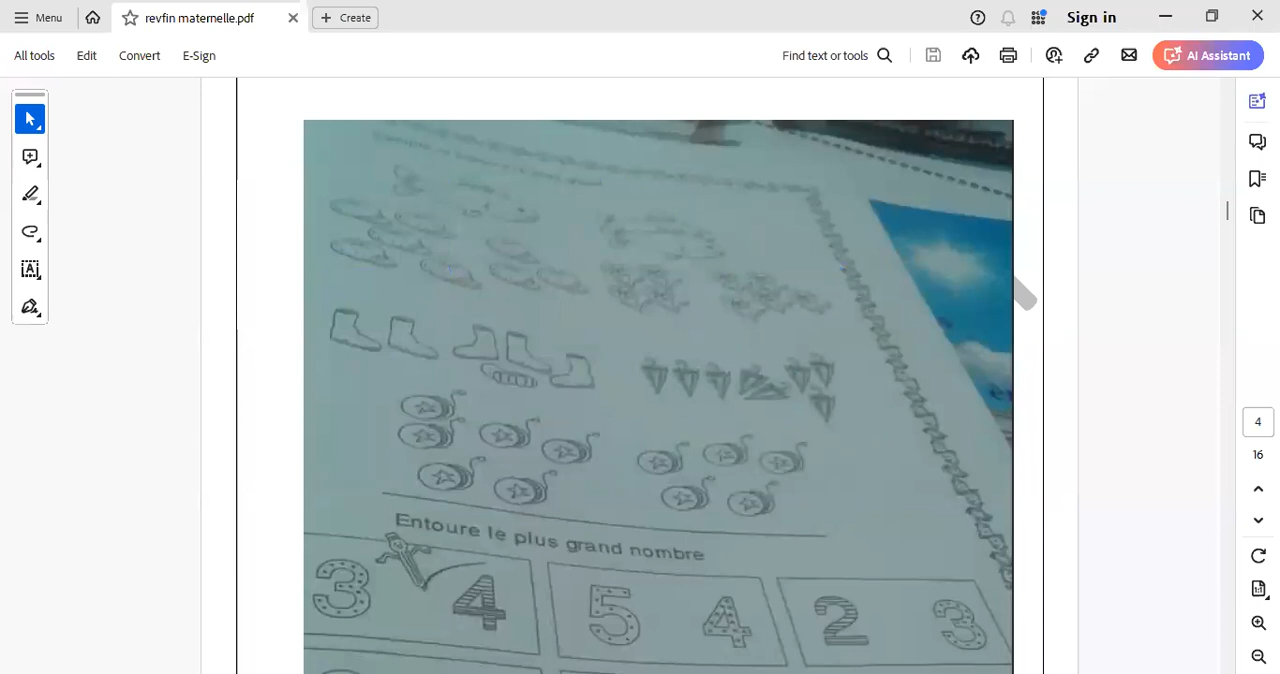 Menu
revfin maternelle.pdf
Create
Sign in
All tools
Edit
Convert
E-Sign
Find text or tools
AI Assistant
Entoure le plus grand nombre
3 4
5 4
2 3
4
16